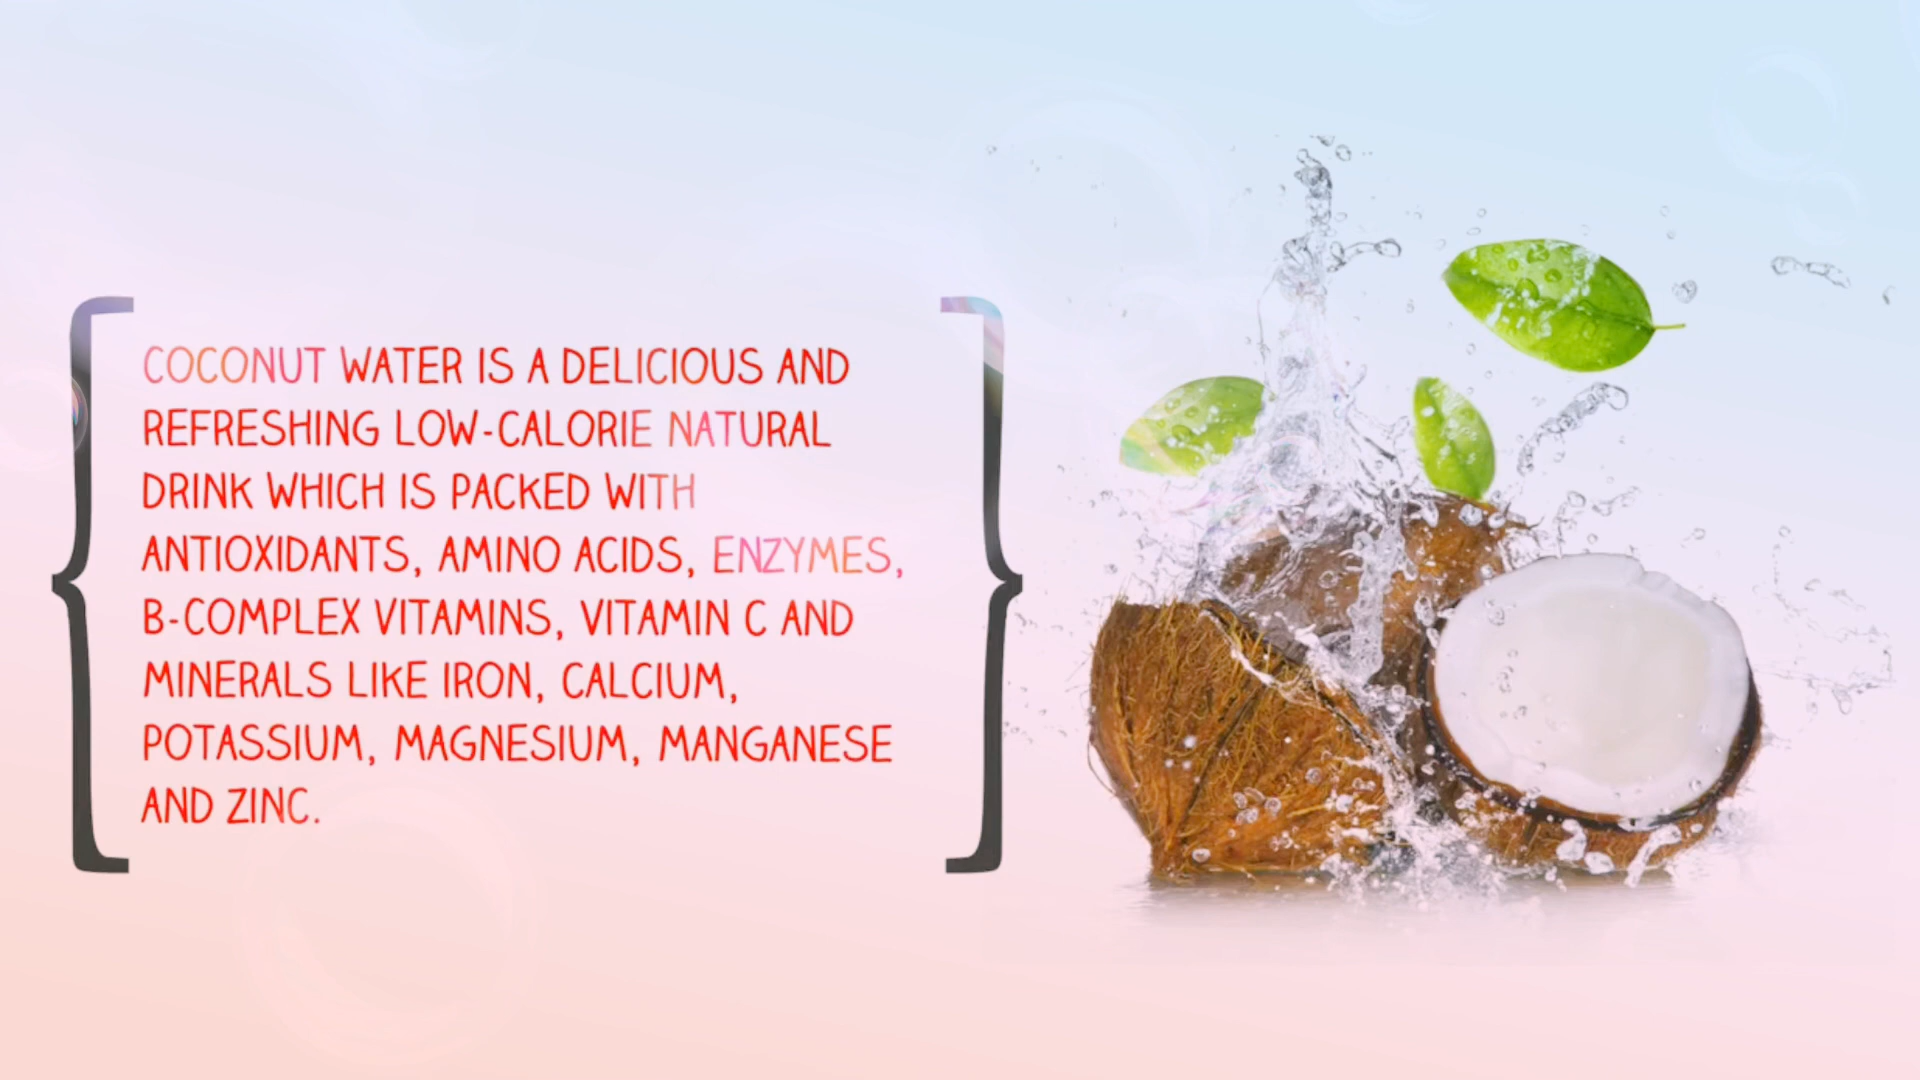 COCONUT WATER IS A DELICIOUS AND
REFRESHING LOW-CALORIE NATURAL
DRINK WHICH IS PACKED WITH
ANTIOXIDANTS, AMINO ACIDS, ENZYMES,
B-COMPLEX VITAMINS, VITAMIN C AND
MINERALS LIKE IRON, CALCIUM,
POTASSIUM, MAGNESIUM, MANGANESE
AND ZINC.